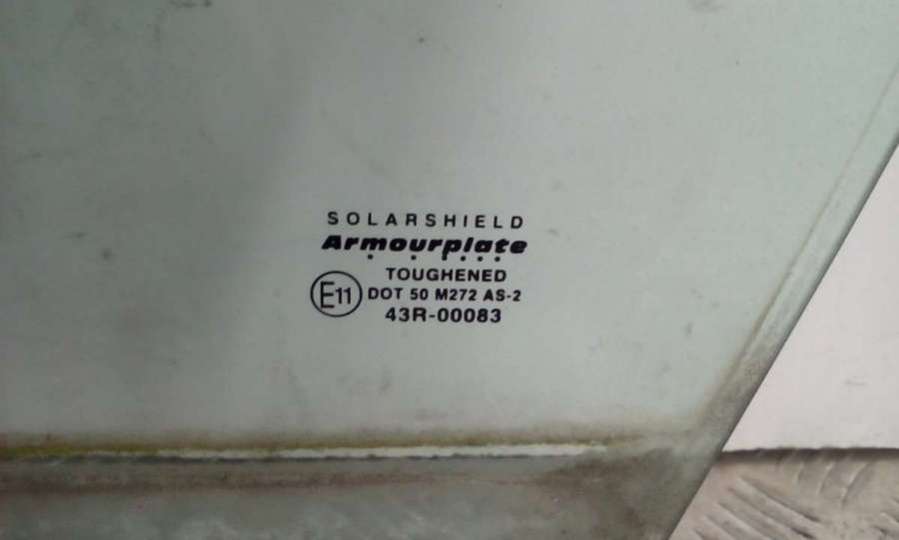 SOLARSHIELD
Armourplate
TOUGHENED
E11 DOT 50 M272 AS-2
43R-00083